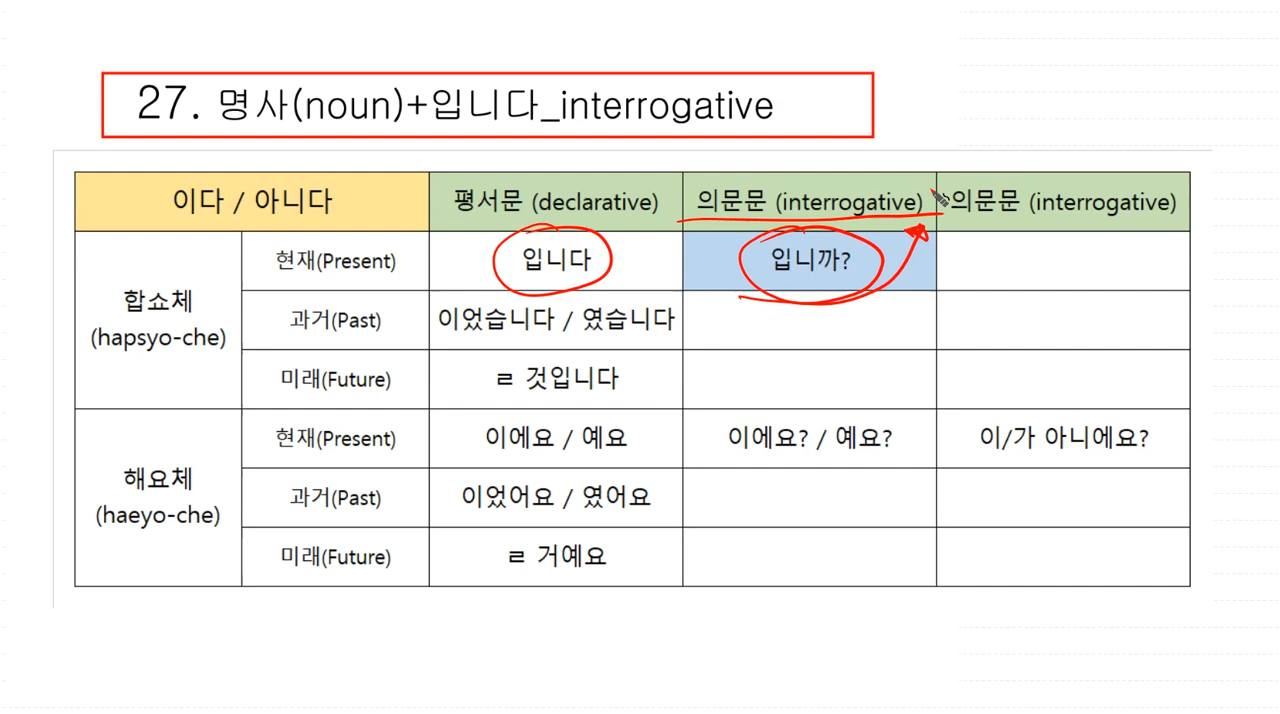 27. 명사(noun)+입니다_interrogative
이다 / 아니다 평서문 (declarative) 의문문 (interrogative) 의문문 (interrogative)
합쇼체
(hapsyo-che)
현재(Present) 입니다 입니까?
과거(Past) 이었습니다 / 였습니다
미래(Future) ㄹ 것입니다
해요체
(haeyo-che)
현재(Present) 이에요 / 예요 이에요? / 예요? 이/가 아니에요?
과거(Past) 이었어요 / 였어요
미래(Future) ㄹ 거예요